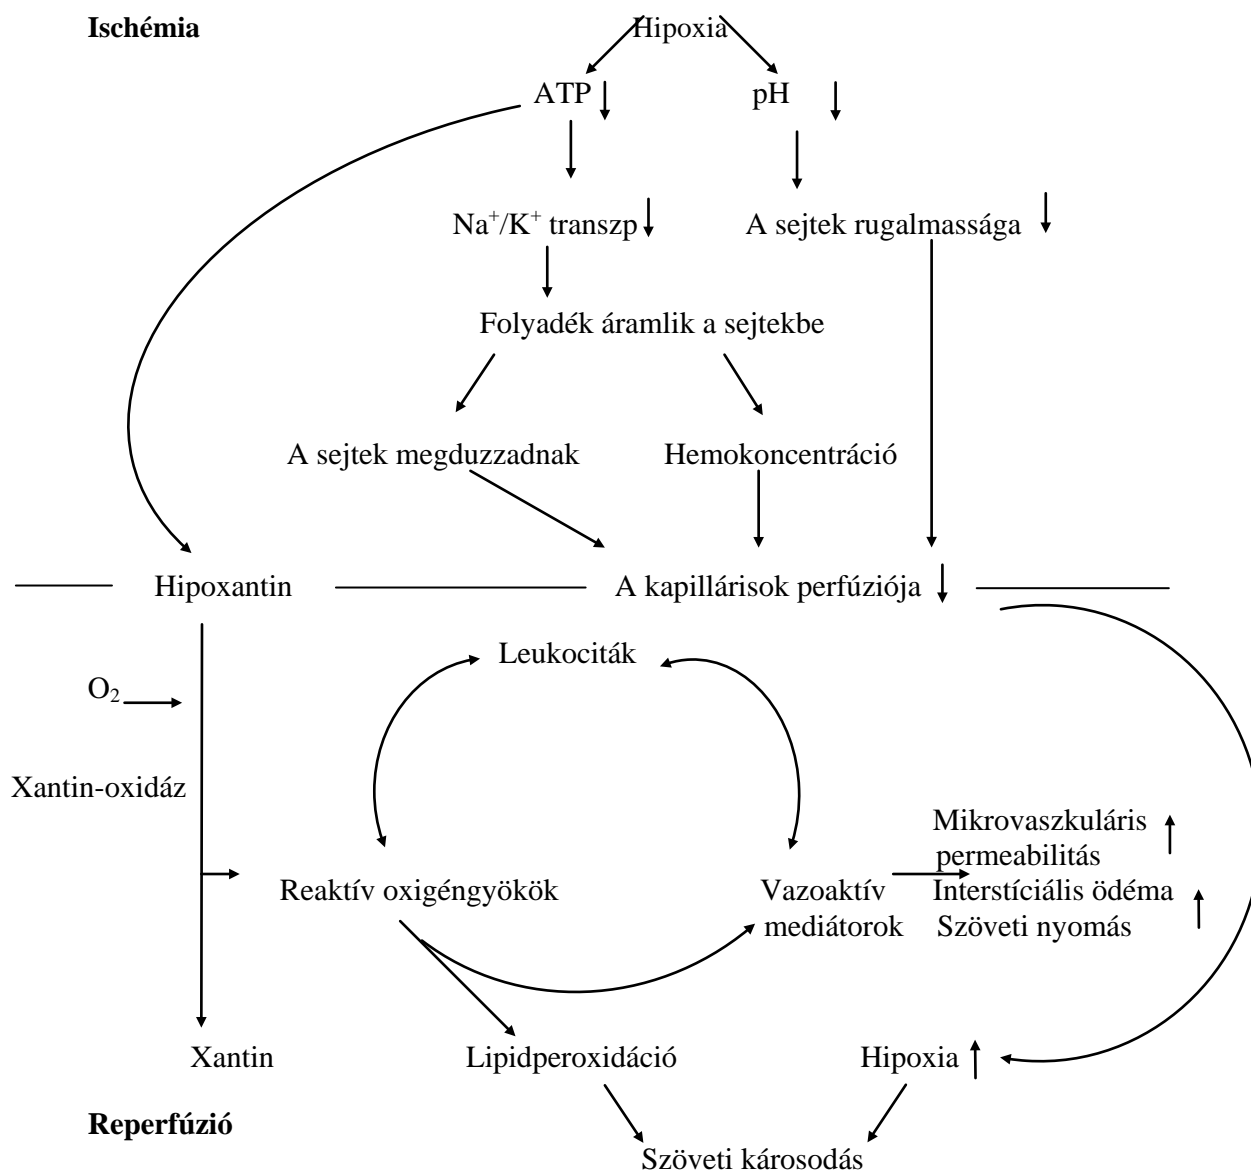 Ischémia
Hipoxia
ATP
pH
Na⁺/K⁺ transzp
A sejtek rugalmassága
Folyadék áramlik a sejtekbe
A sejtek megduzzadnak
Hemokoncentráció
Hipoxantin
A kapillárisok perfúziója
Leukociták
O₂
Xantin-oxidáz
Reaktív oxigéngyökök
Vazoaktív
mediátorok
Mikrovaszkuláris
permeabilitás
Interstíciális ödéma
Szöveti nyomás
Xantin
Lipidperoxidáció
Hipoxia
Reperfúzió
Szöveti károsodás